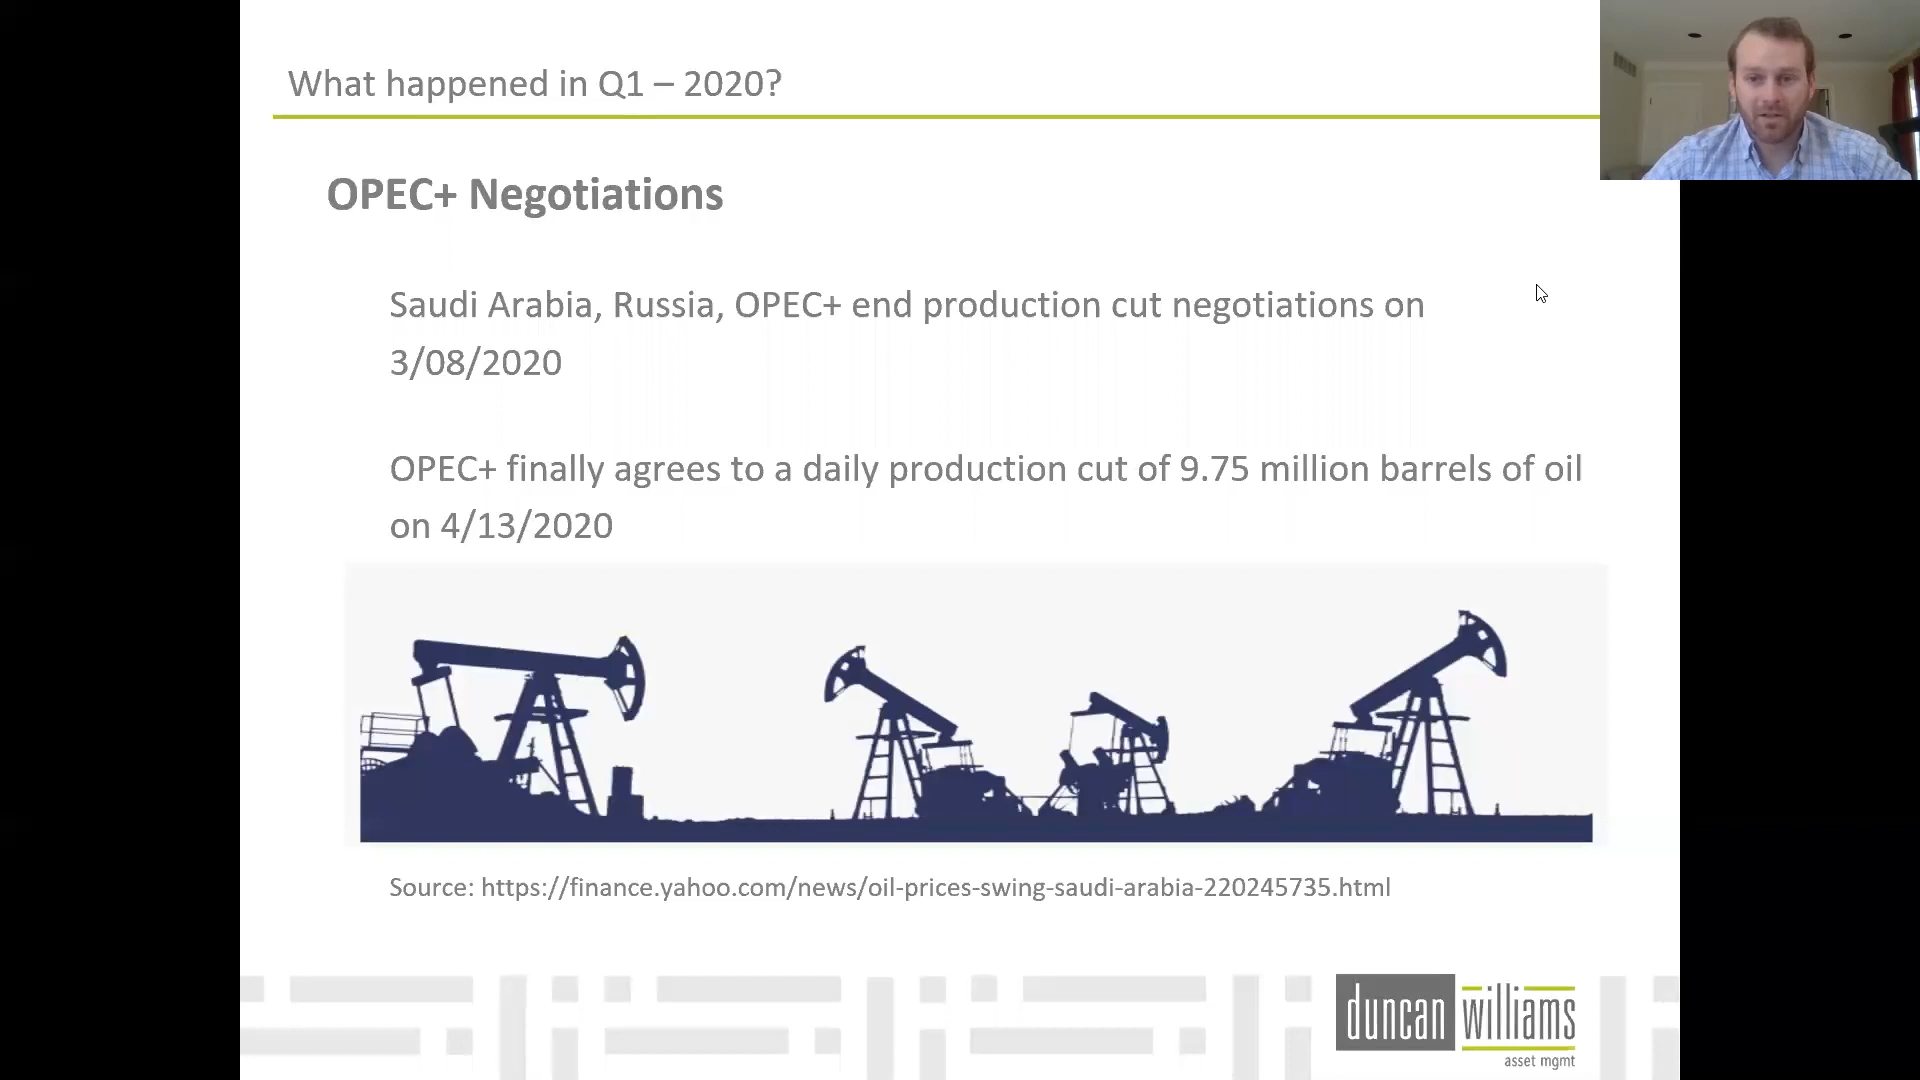 What happened in Q1 – 2020?
OPEC+ Negotiations
Saudi Arabia, Russia, OPEC+ end production cut negotiations on
3/08/2020
OPEC+ finally agrees to a daily production cut of 9.75 million barrels of oil
on 4/13/2020
Source: https://finance.yahoo.com/news/oil-prices-swing-saudi-arabia-220245735.html
duncan williams
asset mgmt